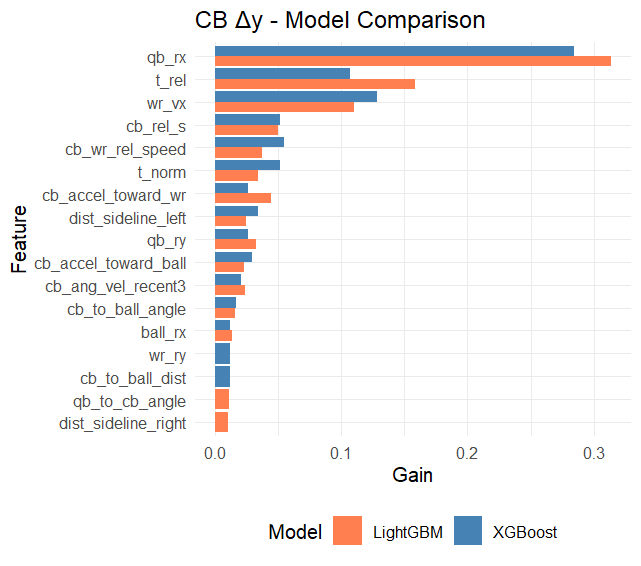 CB Δy - Model Comparison
Feature
qb_rx
t_rel
wr_vx
cb_rel_s
cb_wr_rel_speed
t_norm
cb_accel_toward_wr
dist_sideline_left
qb_ry
cb_accel_toward_ball
cb_ang_vel_recent3
cb_to_ball_angle
ball_rx
wr_ry
cb_to_ball_dist
qb_to_cb_angle
dist_sideline_right
0.0 0.1 0.2 0.3
Gain
Model LightGBM XGBoost